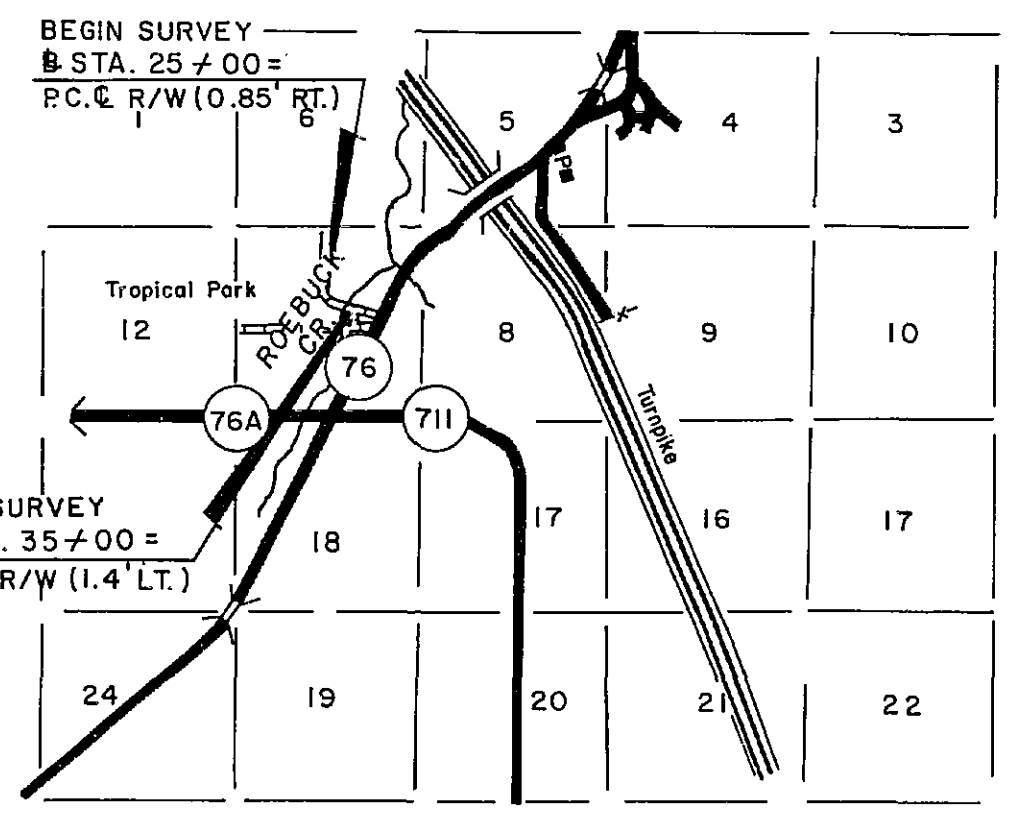 BEGIN SURVEY
STA. 25+00=
P.C. ℄ R/W (0.85' RT.)
1
6
5
4
3
P
Tropical Park
12
ROEBUCK
CR.
8
9
10
76
76A
711
Turnpike
SURVEY
. 35+00 =
R/W (1.4' LT.)
18
17
16
17
24
19
20
21
22